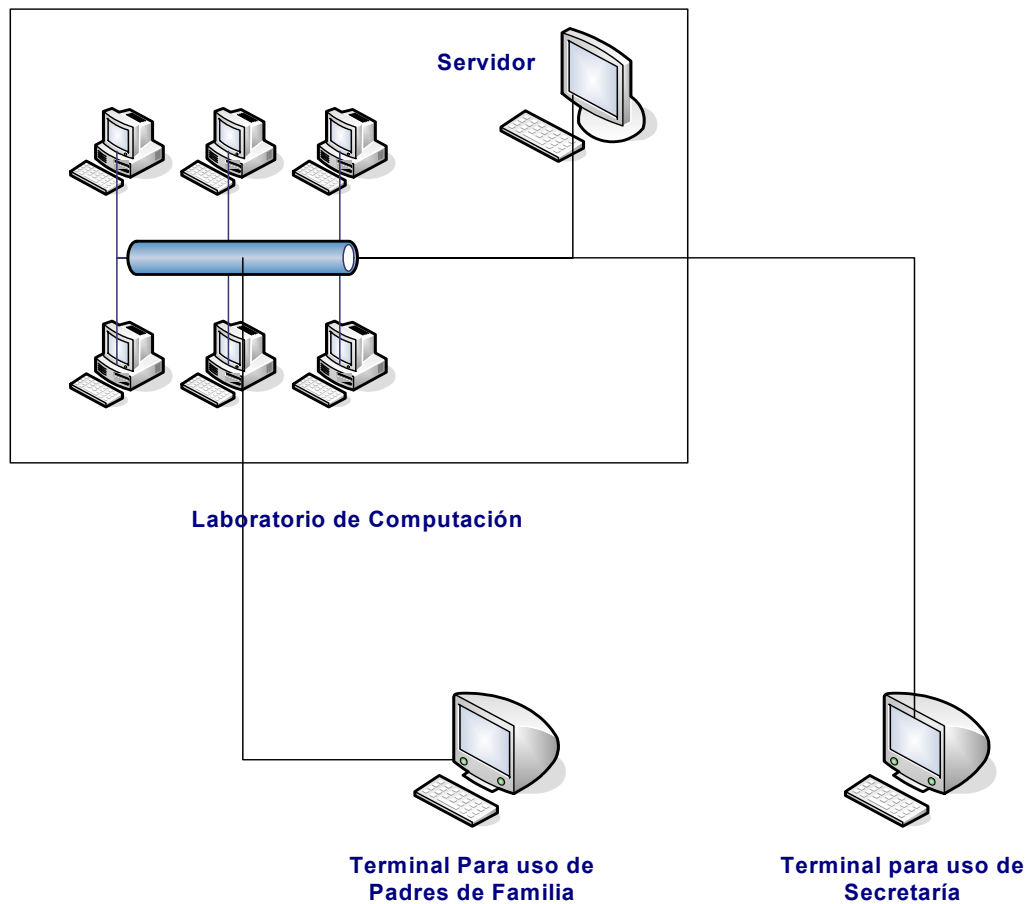 Servidor
Laboratorio de Computación
Terminal Para uso de
Padres de Familia
Terminal para uso de
Secretaría